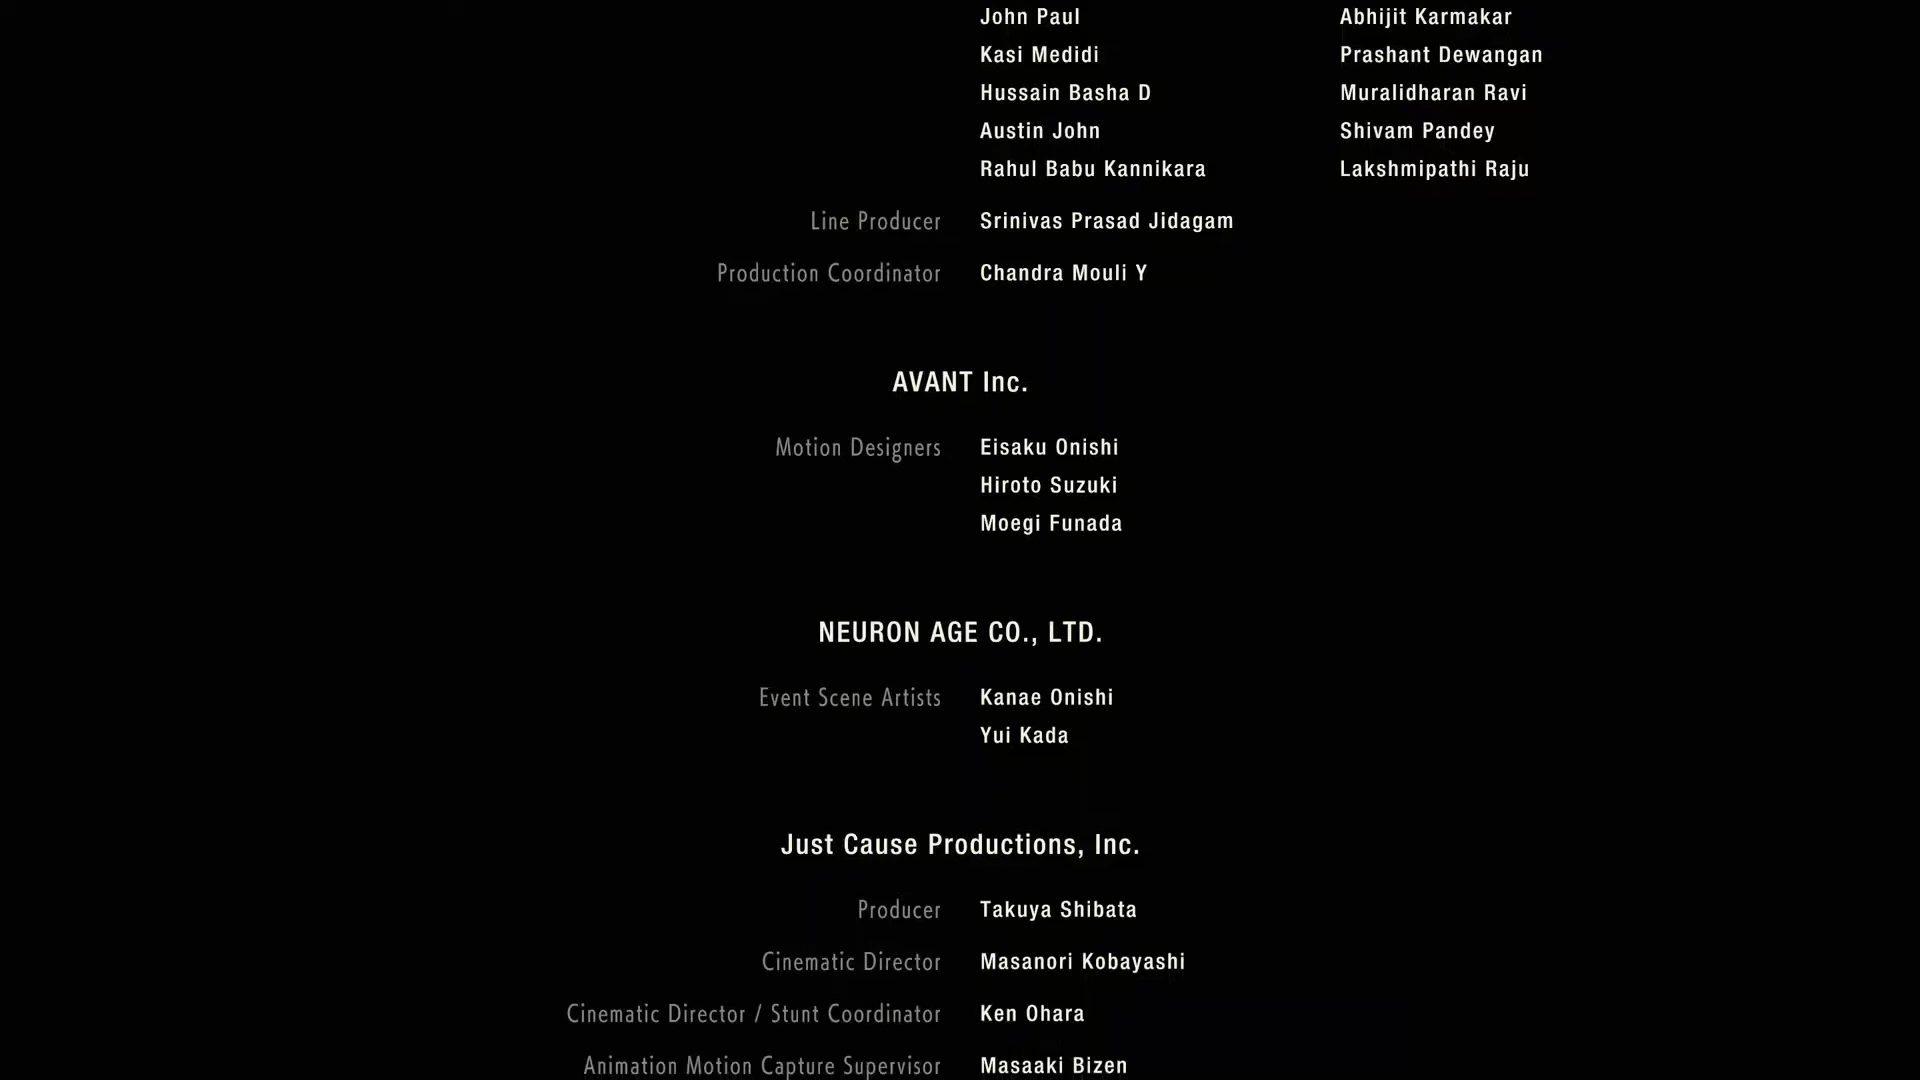 John Paul Abhijit Karmakar
Kasi Medidi Prashant Dewangan
Hussain Basha D Muralidharan Ravi
Austin John Shivam Pandey
Rahul Babu Kannikara Lakshmipathi Raju
Line Producer Srinivas Prasad Jidagam
Production Coordinator Chandra Mouli Y
AVANT Inc.
Motion Designers Eisaku Onishi
Hiroto Suzuki
Moegi Funada
NEURON AGE CO., LTD.
Event Scene Artists Kanae Onishi
Yui Kada
Just Cause Productions, Inc.
Producer Takuya Shibata
Cinematic Director Masanori Kobayashi
Cinematic Director / Stunt Coordinator Ken Ohara
Animation Motion Capture Supervisor Masaaki Bizen